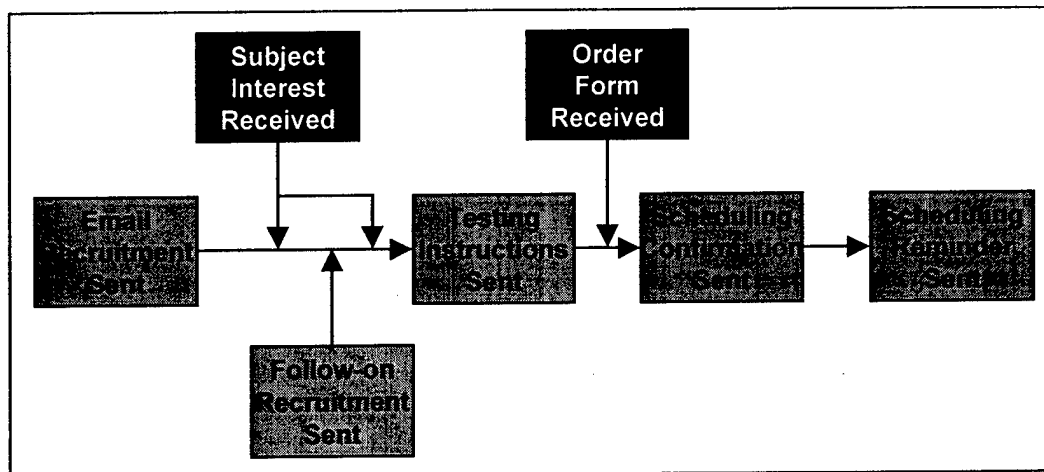 Subject
Interest
Received
Order
Form
Received
Email
Recruitment
Sent
Testing
Instructions
Sent
Scheduling
Confirmation
Sent
Scheduling
Reminder
Sent
Follow-on
Recruitment
Sent